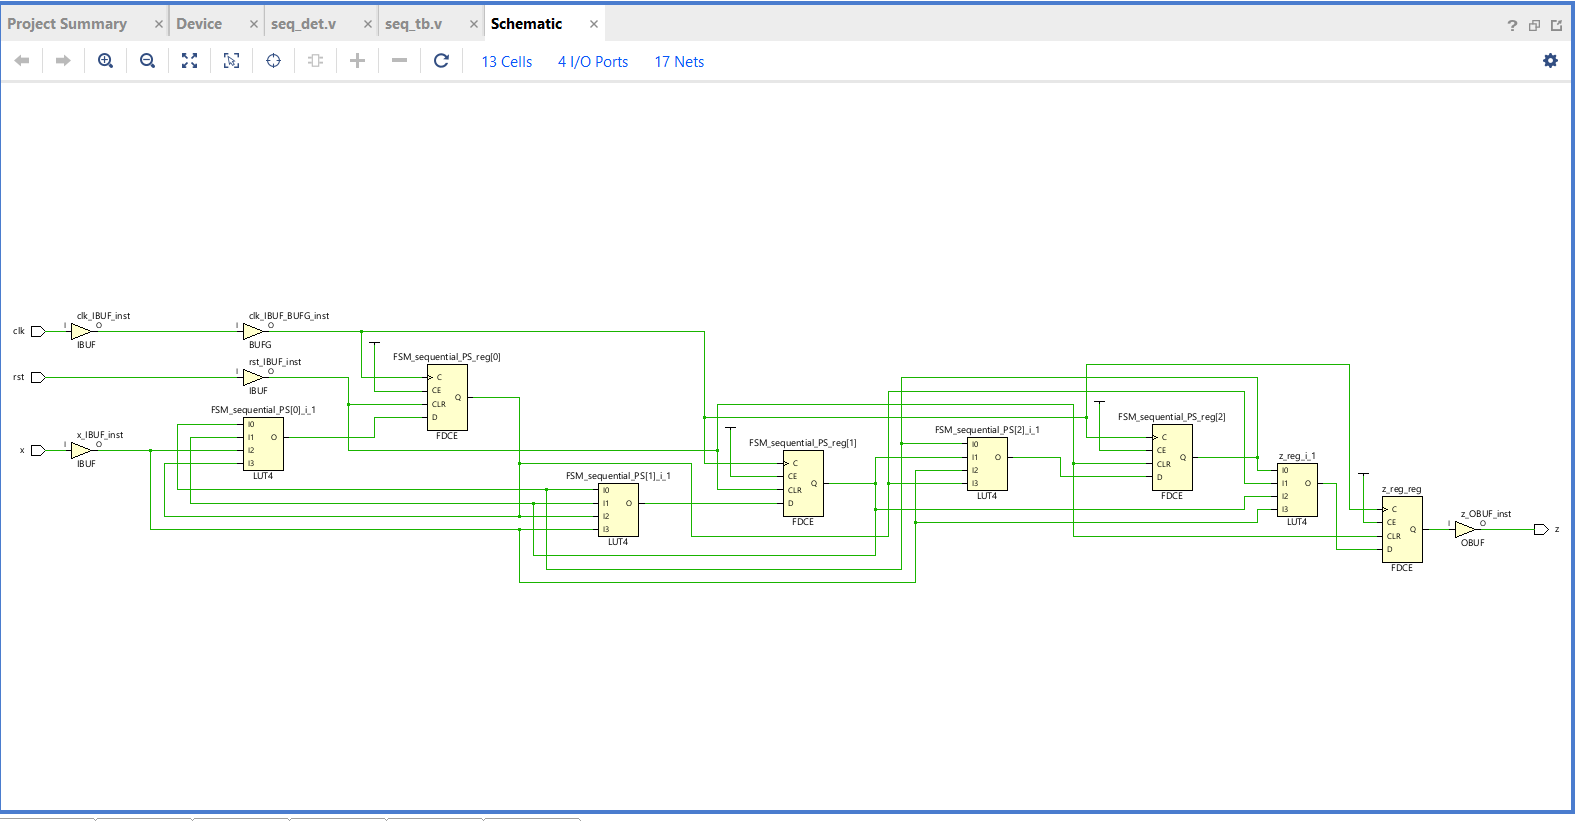 Project Summary × Device × seq_det.v × seq_tb.v × Schematic × ?
13 Cells 4 I/O Ports 17 Nets
clk
I
clk_IBUF_inst
O
IBUF
I
clk_IBUF_BUFG_inst
O
BUFG
rst
I
rst_IBUF_inst
O
IBUF
x
I
x_IBUF_inst
O
IBUF
FSM_sequential_PS[0]_i_1
I0
I1
I2
I3
O
LUT4
FSM_sequential_PS_reg[0]
C
CE
CLR
D
Q
FDCE
FSM_sequential_PS[1]_i_1
I0
I1
I2
I3
O
LUT4
FSM_sequential_PS_reg[1]
C
CE
CLR
D
Q
FDCE
FSM_sequential_PS[2]_i_1
I0
I1
I2
I3
O
LUT4
FSM_sequential_PS_reg[2]
C
CE
CLR
D
Q
FDCE
z_reg_i_1
I0
I1
I2
I3
O
LUT4
z_reg_reg
C
CE
CLR
D
Q
FDCE
I
z_OBUF_inst
O
OBUF
z